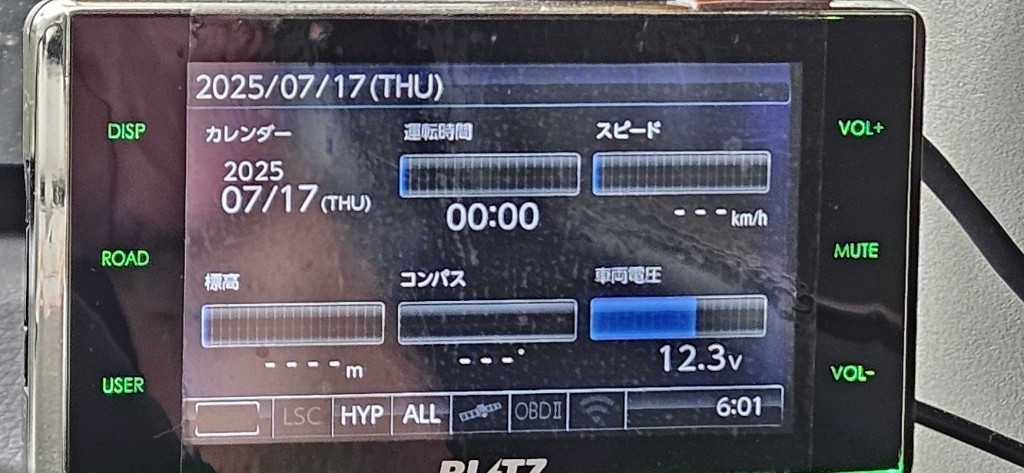 2025/07/17(THU)
DISP
カレンダー
運転時間
スピード
VOL+
2025
07/17(THU)
00:00
---km/h
ROAD
標高
コンパス
車両電圧
MUTE
----m
---°
12.3v
USER
VOL-
LSC
HYP
ALL
OBDⅡ
6:01
BLITZ